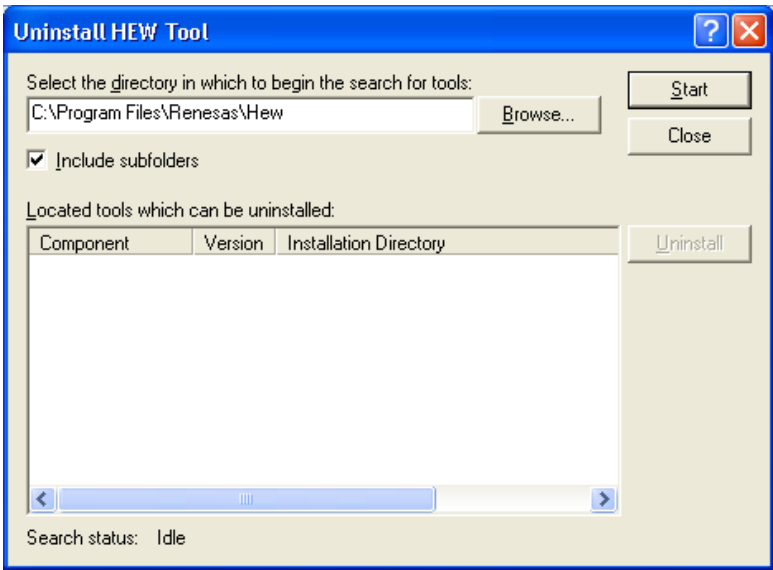 Uninstall HEW Tool
Select the directory in which to begin the search for tools:
C:\Program Files\Renesas\Hew
Browse...
Start
Close
Include subfolders
Located tools which can be uninstalled:
Component Version Installation Directory
Uninstall
Search status: Idle